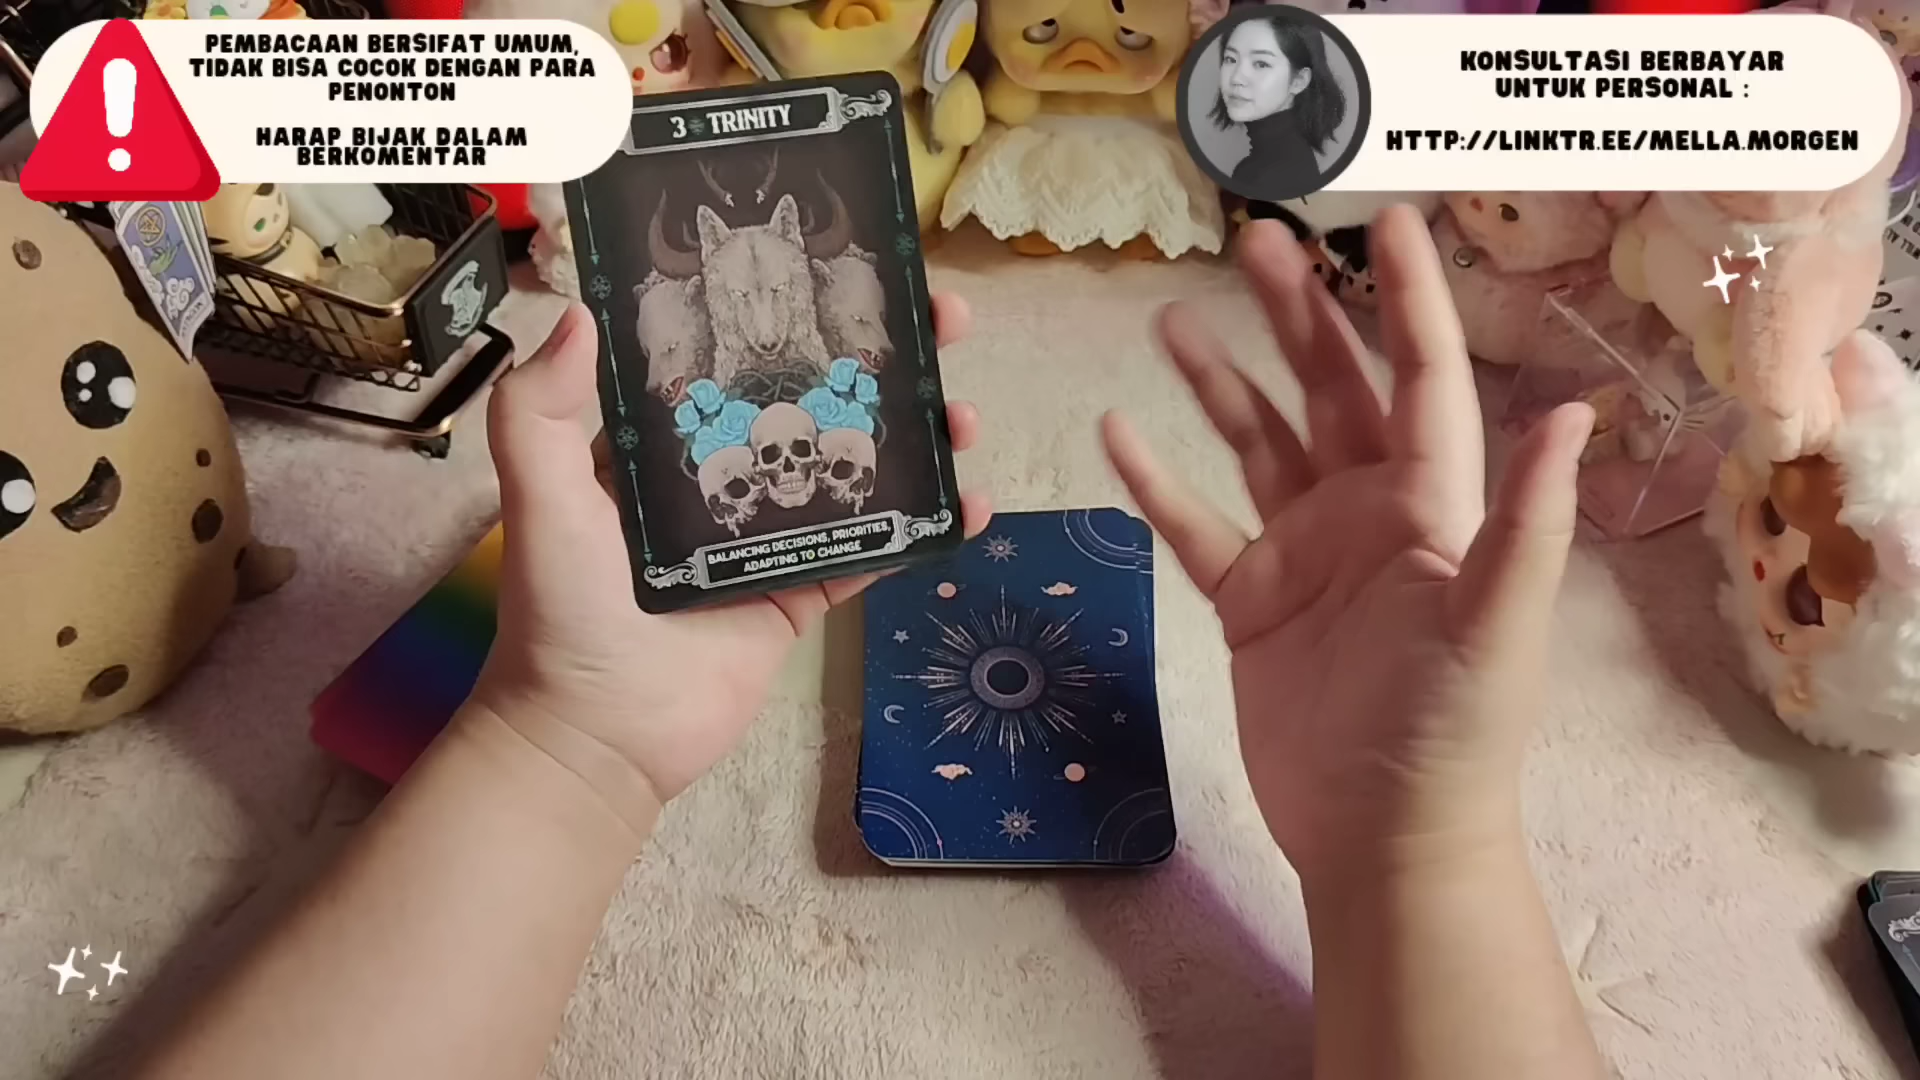 PEMBACAAN BERSIFAT UMUM,
TIDAK BISA COCOK DENGAN PARA
PENONTON
HARAP BIJAK DALAM
BERKOMENTAR
KONSULTASI BERBAYAR
UNTUK PERSONAL :
HTTP://LINKTR.EE/MELLA.MORGEN
3 TRINITY
BALANCING DECISIONS, PRIORITIES,
ADAPTING TO CHANGE